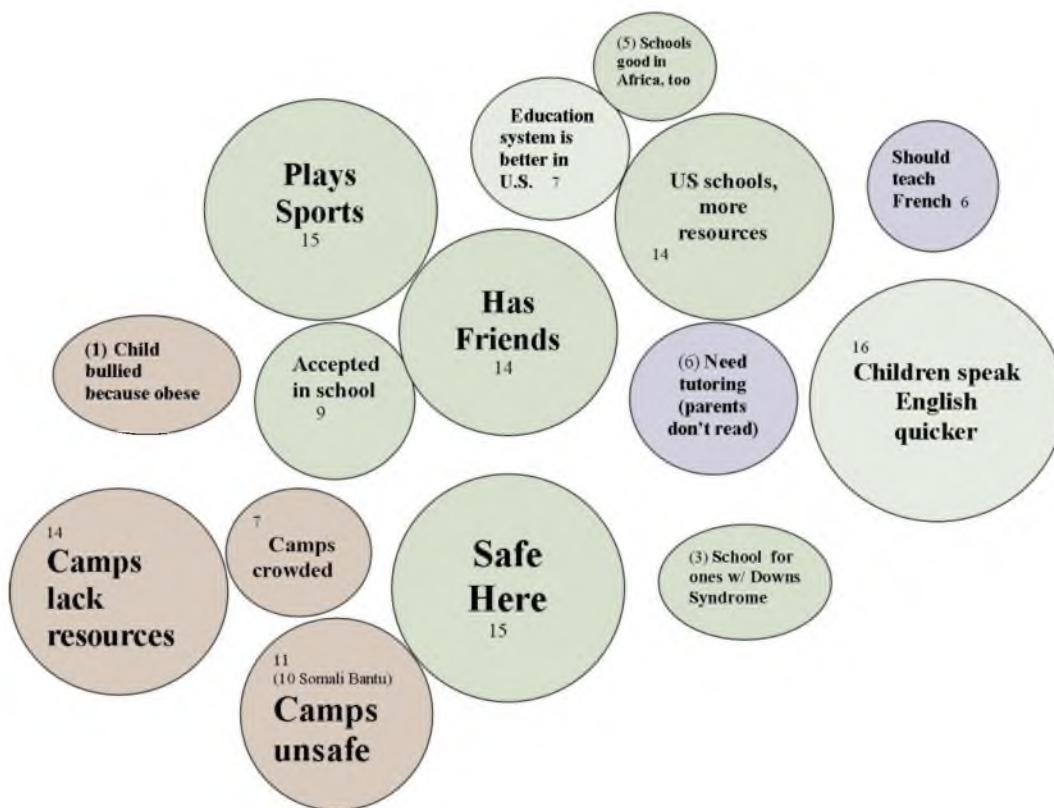 (5) Schools
good in
Africa, too
Education
system is
better in
U.S. 7
Plays
Sports
15
US schools,
more
resources
14
Should
teach
French 6
Has
Friends
14
(1) Child
bullied
because obese
Accepted
in school
9
(6) Need
tutoring
(parents
don't read)
16
Children speak
English
quicker
14
Camps
lack
resources
7
Camps
crowded
Safe
Here
15
(3) School for
ones w/ Downs
Syndrome
11
(10 Somali Bantu)
Camps
unsafe